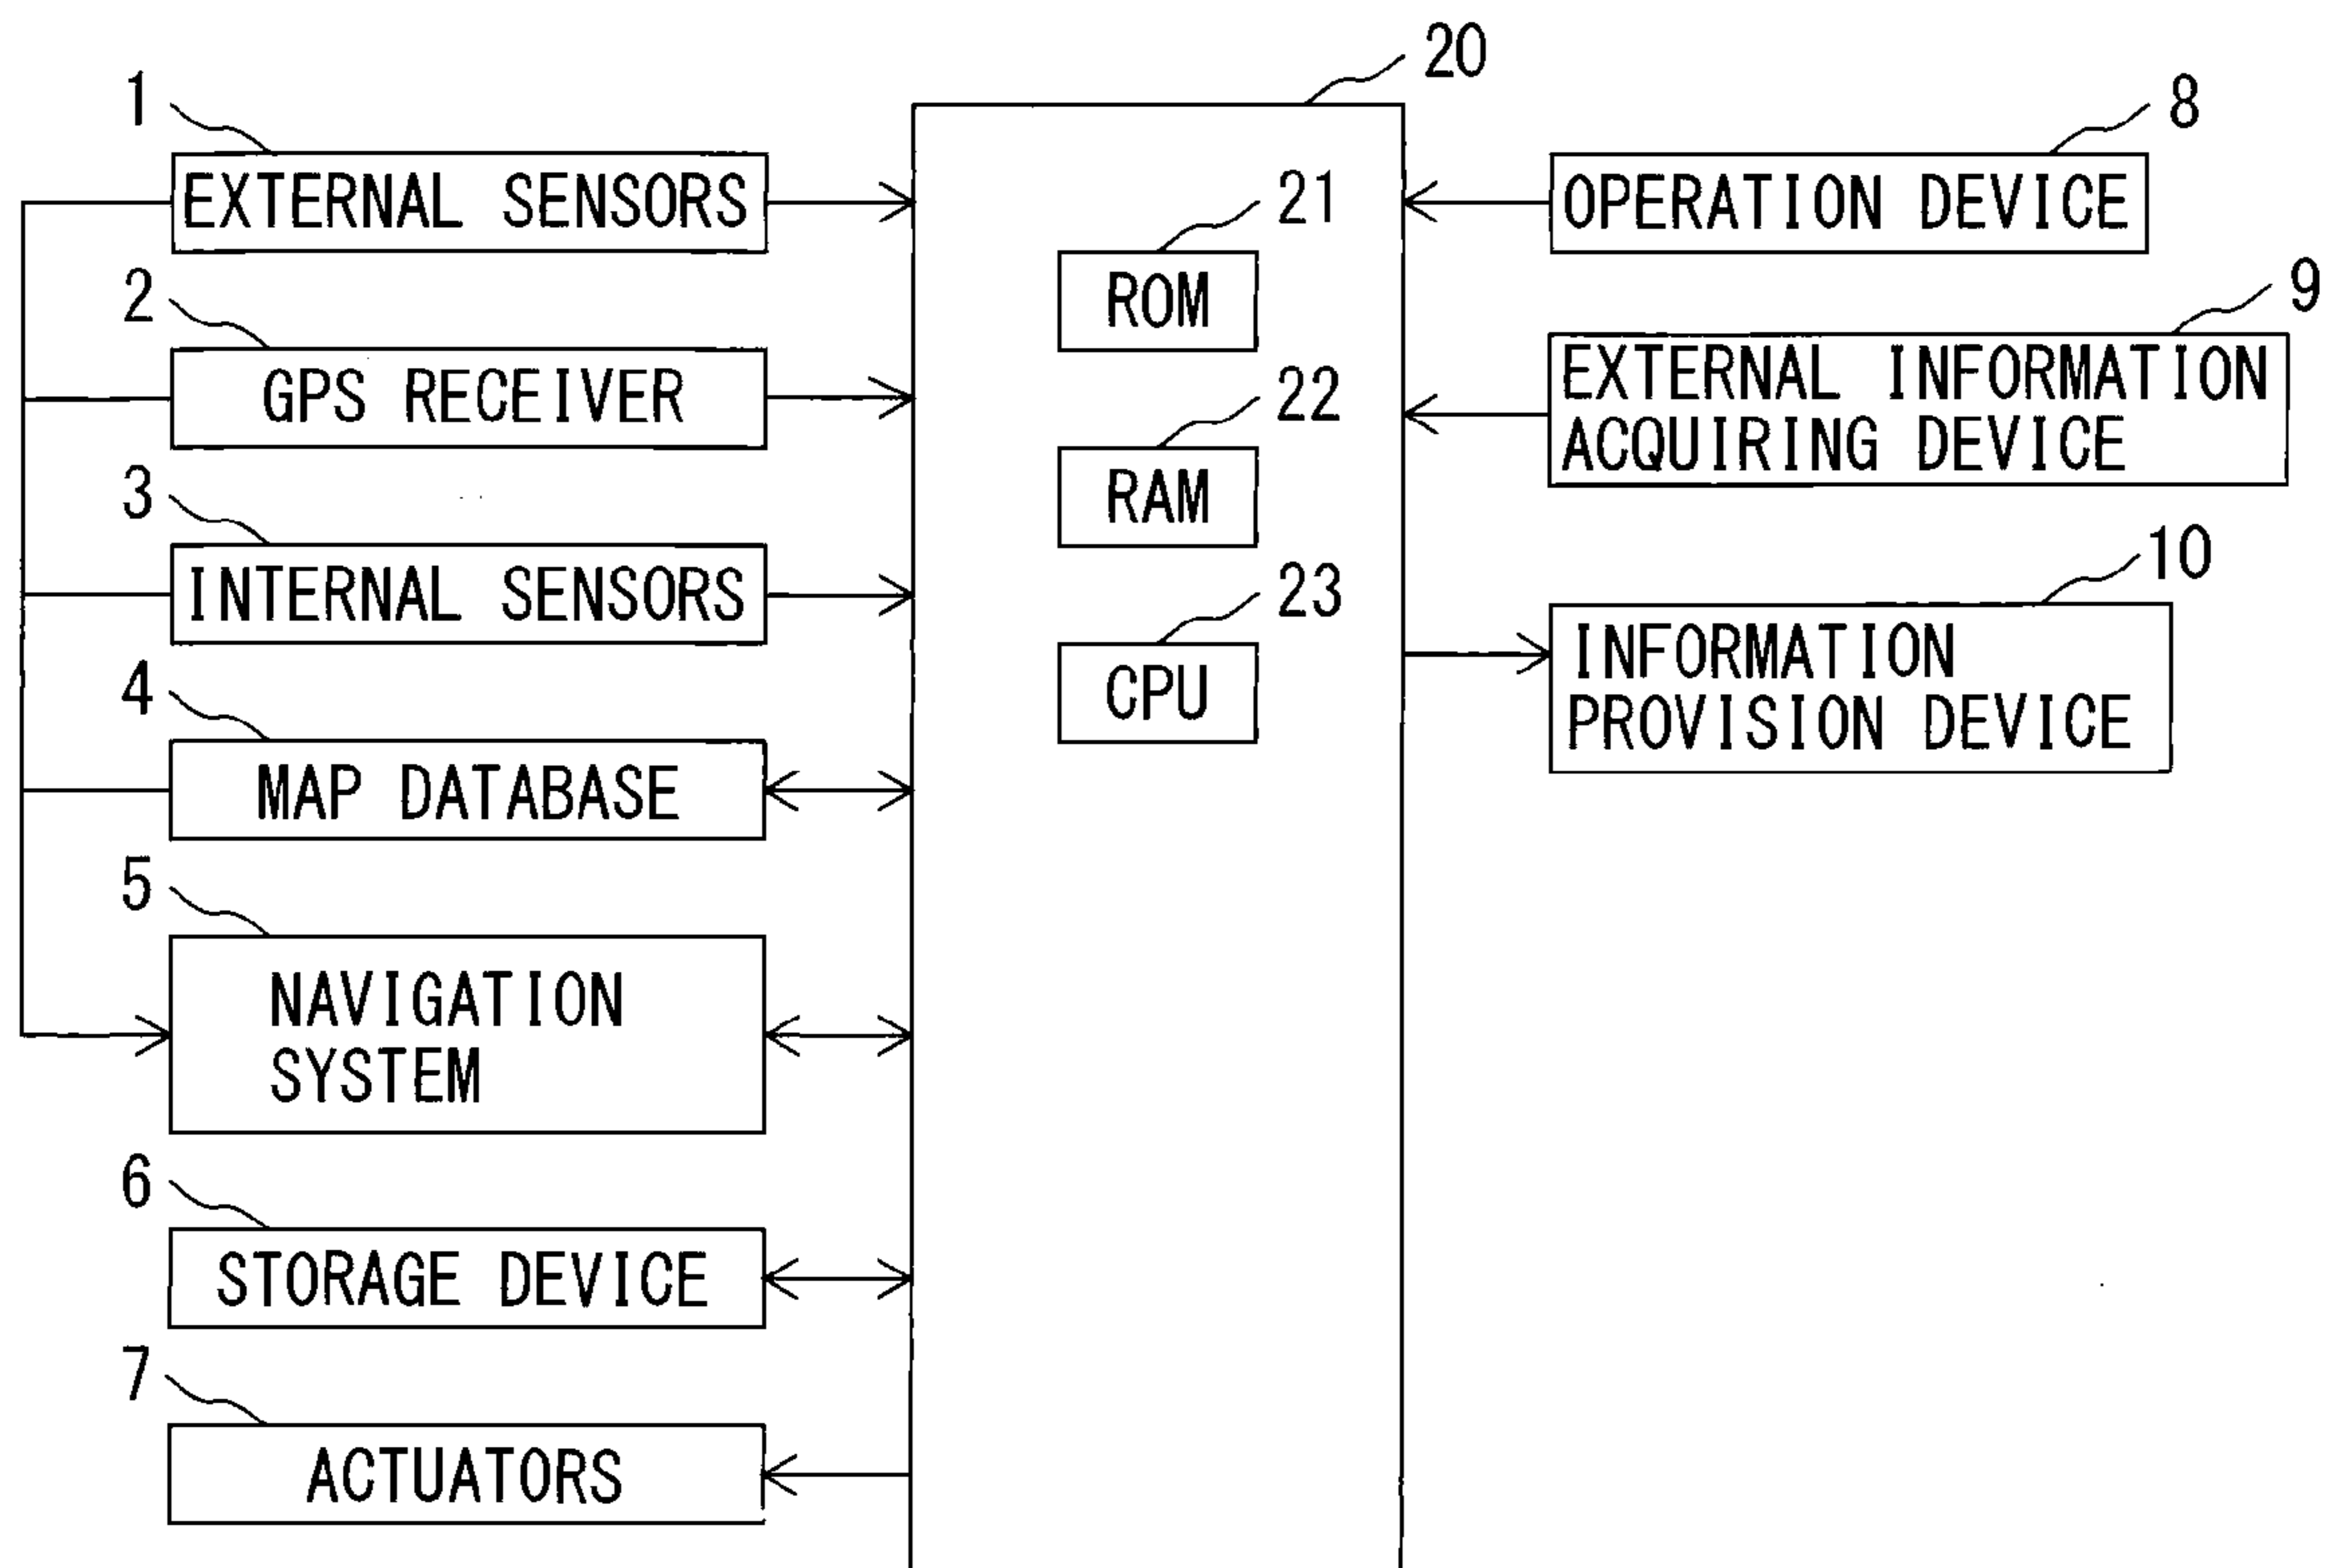 20
1
EXTERNAL SENSORS
2
GPS RECEIVER
3
INTERNAL SENSORS
4
MAP DATABASE
5
NAVIGATION
SYSTEM
6
STORAGE DEVICE
7
ACTUATORS
21
ROM
22
RAM
23
CPU
8
OPERATION DEVICE
9
EXTERNAL INFORMATION
ACQUIRING DEVICE
10
INFORMATION
PROVISION DEVICE